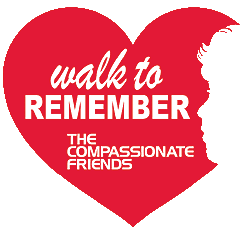 walk to
REMEMBER
THE
COMPASSIONATE
FRIENDS